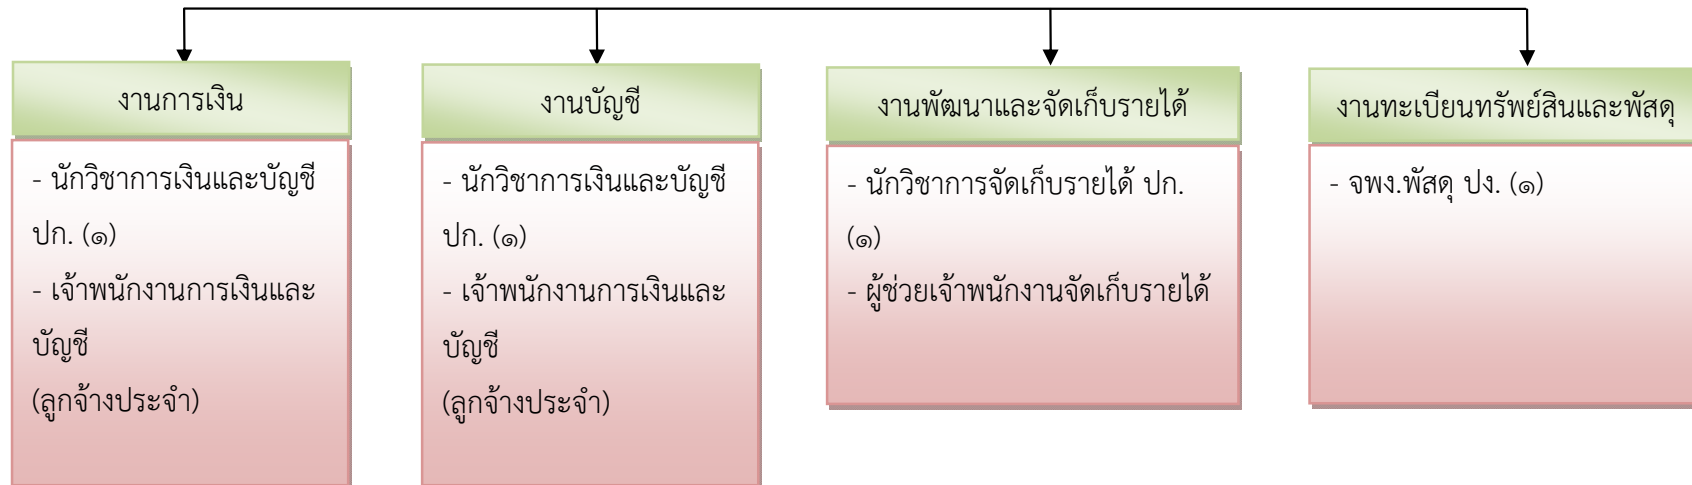 งานการเงิน
- นักวิชาการเงินและบัญชี
ปก. (๑)
- เจ้าพนักงานการเงินและ
บัญชี
(ลูกจ้างประจำ)
งานบัญชี
- นักวิชาการเงินและบัญชี
ปก. (๑)
- เจ้าพนักงานการเงินและ
บัญชี
(ลูกจ้างประจำ)
งานพัฒนาและจัดเก็บรายได้
- นักวิชาการจัดเก็บรายได้ ปก.
(๑)
- ผู้ช่วยเจ้าพนักงานจัดเก็บรายได้
งานทะเบียนทรัพย์สินและพัสดุ
- จพง.พัสดุ ปง. (๑)